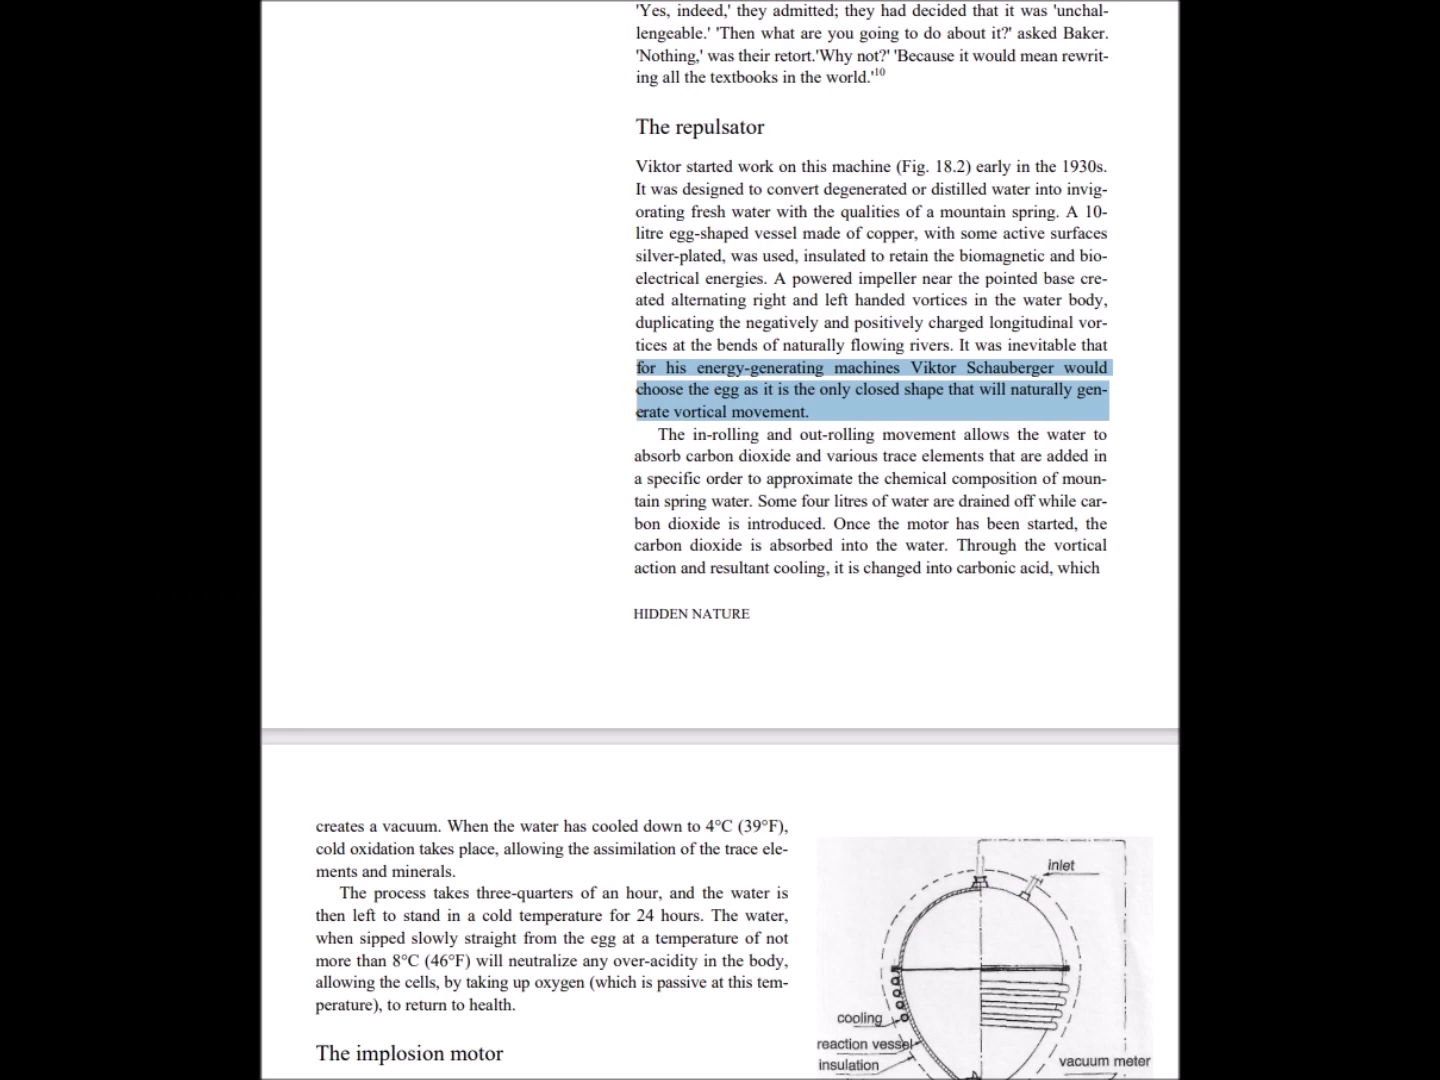 'Yes, indeed,' they admitted; they had decided that it was 'unchal-
lengeable.' 'Then what are you going to do about it?' asked Baker.
'Nothing,' was their retort.'Why not?' 'Because it would mean rewrit-
ing all the textbooks in the world.'10
The repulsator
Viktor started work on this machine (Fig. 18.2) early in the 1930s.
It was designed to convert degenerated or distilled water into invig-
orating fresh water with the qualities of a mountain spring. A 10-
litre egg-shaped vessel made of copper, with some active surfaces
silver-plated, was used, insulated to retain the biomagnetic and bio-
electrical energies. A powered impeller near the pointed base cre-
ated alternating right and left handed vortices in the water body,
duplicating the negatively and positively charged longitudinal vor-
tices at the bends of naturally flowing rivers. It was inevitable that
for his energy-generating machines Viktor Schauberger would
choose the egg as it is the only closed shape that will naturally gen-
erate vortical movement.
The in-rolling and out-rolling movement allows the water to
absorb carbon dioxide and various trace elements that are added in
a specific order to approximate the chemical composition of moun-
tain spring water. Some four litres of water are drained off while car-
bon dioxide is introduced. Once the motor has been started, the
carbon dioxide is absorbed into the water. Through the vortical
action and resultant cooling, it is changed into carbonic acid, which
HIDDEN NATURE
creates a vacuum. When the water has cooled down to 4°C (39°F),
cold oxidation takes place, allowing the assimilation of the trace ele-
ments and minerals.
The process takes three-quarters of an hour, and the water is
then left to stand in a cold temperature for 24 hours. The water,
when sipped slowly straight from the egg at a temperature of not
more than 8°C (46°F) will neutralize any over-acidity in the body,
allowing the cells, by taking up oxygen (which is passive at this tem-
perature), to return to health.
The implosion motor
inlet
cooling
reaction vessel
insulation
vacuum meter